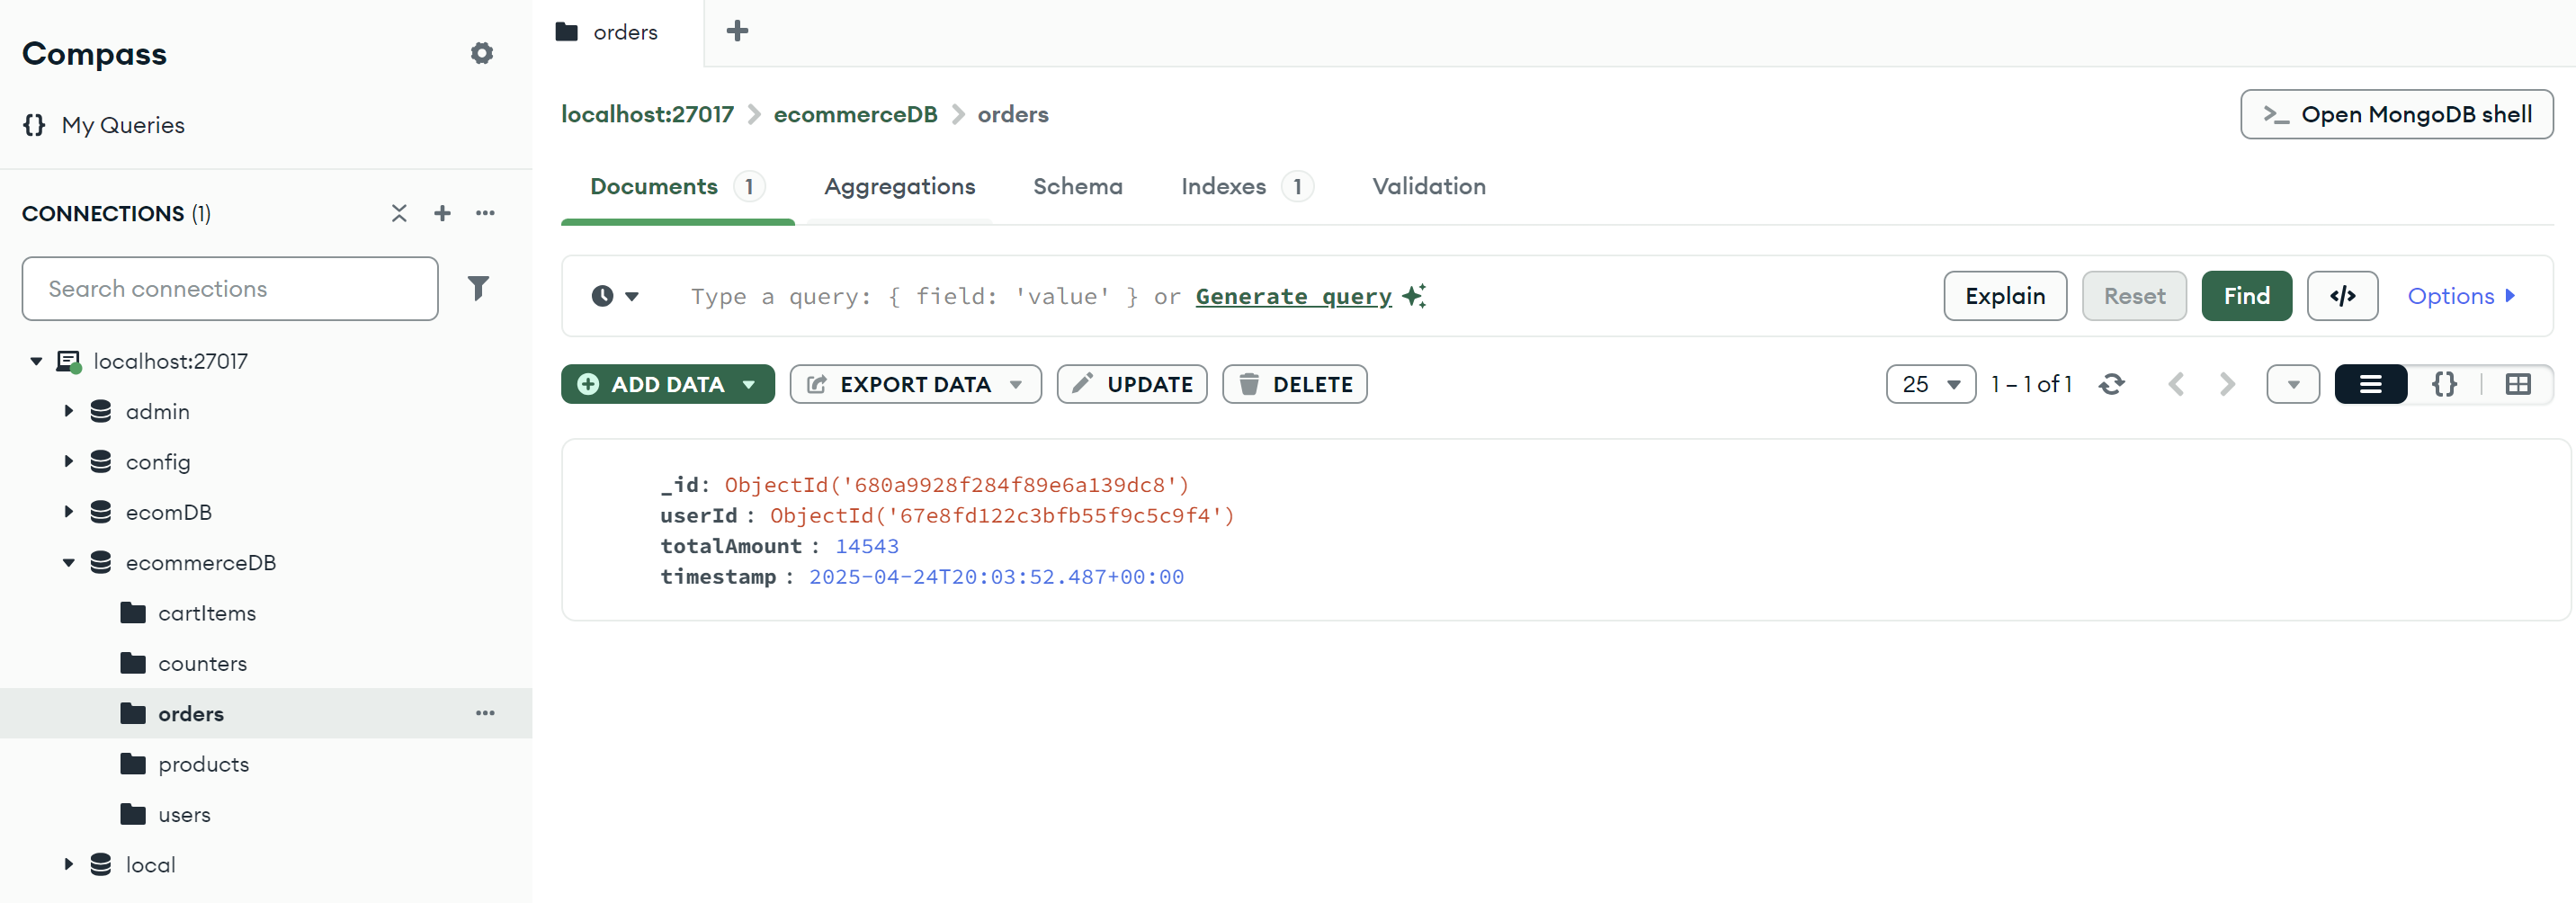 Compass
My Queries
CONNECTIONS (1)
Search connections
localhost:27017
admin
config
ecomDB
ecommerceDB
cartItems
counters
orders
products
users
local
orders
localhost:27017 > ecommerceDB > orders
>_ Open MongoDB shell
Documents 1 Aggregations Schema Indexes 1 Validation
Type a query: { field: 'value' } or Generate query
Explain Reset Find </> Options
ADD DATA EXPORT DATA UPDATE DELETE
25 1 – 1 of 1 {}
_id: ObjectId('680a9928f284f89e6a139dc8')
userId : ObjectId('67e8fd122c3bfb55f9c5c9f4')
totalAmount : 14543
timestamp : 2025-04-24T20:03:52.487+00:00